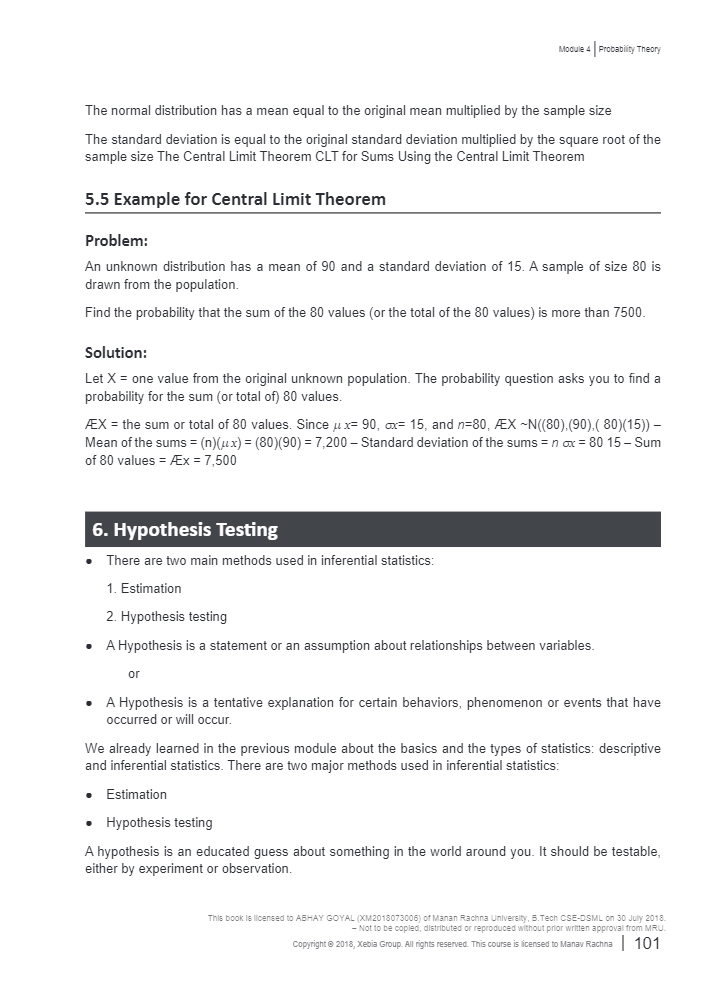 Module 4 | Probability Theory
The normal distribution has a mean equal to the original mean multiplied by the sample size
The standard deviation is equal to the original standard deviation multiplied by the square root of the
sample size The Central Limit Theorem CLT for Sums Using the Central Limit Theorem
5.5 Example for Central Limit Theorem
Problem:
An unknown distribution has a mean of 90 and a standard deviation of 15. A sample of size 80 is
drawn from the population.
Find the probability that the sum of the 80 values (or the total of the 80 values) is more than 7500.
Solution:
Let X = one value from the original unknown population. The probability question asks you to find a
probability for the sum (or total of) 80 values.
ÆX = the sum or total of 80 values. Since μx= 90, σx= 15, and n=80, ÆX ~N((80),(90),( 80)(15)) –
Mean of the sums = (n)(μx) = (80)(90) = 7,200 – Standard deviation of the sums = n σx = 80 15 – Sum
of 80 values = Æx = 7,500
6. Hypothesis Testing
• There are two main methods used in inferential statistics:
1. Estimation
2. Hypothesis testing
• A Hypothesis is a statement or an assumption about relationships between variables.
or
• A Hypothesis is a tentative explanation for certain behaviors, phenomenon or events that have
occurred or will occur.
We already learned in the previous module about the basics and the types of statistics: descriptive
and inferential statistics. There are two major methods used in inferential statistics:
• Estimation
• Hypothesis testing
A hypothesis is an educated guess about something in the world around you. It should be testable,
either by experiment or observation.
This book is licensed to ABHAY GOYAL (XM2018073006) of Manan Rachna University, B.Tech CSE-DSML on 30 July 2018.
– Not to be copied, distributed or reproduced without prior written approval from MRU.
Copyright © 2018, Xebia Group. All rights reserved. This course is licensed to Manav Rachna | 101